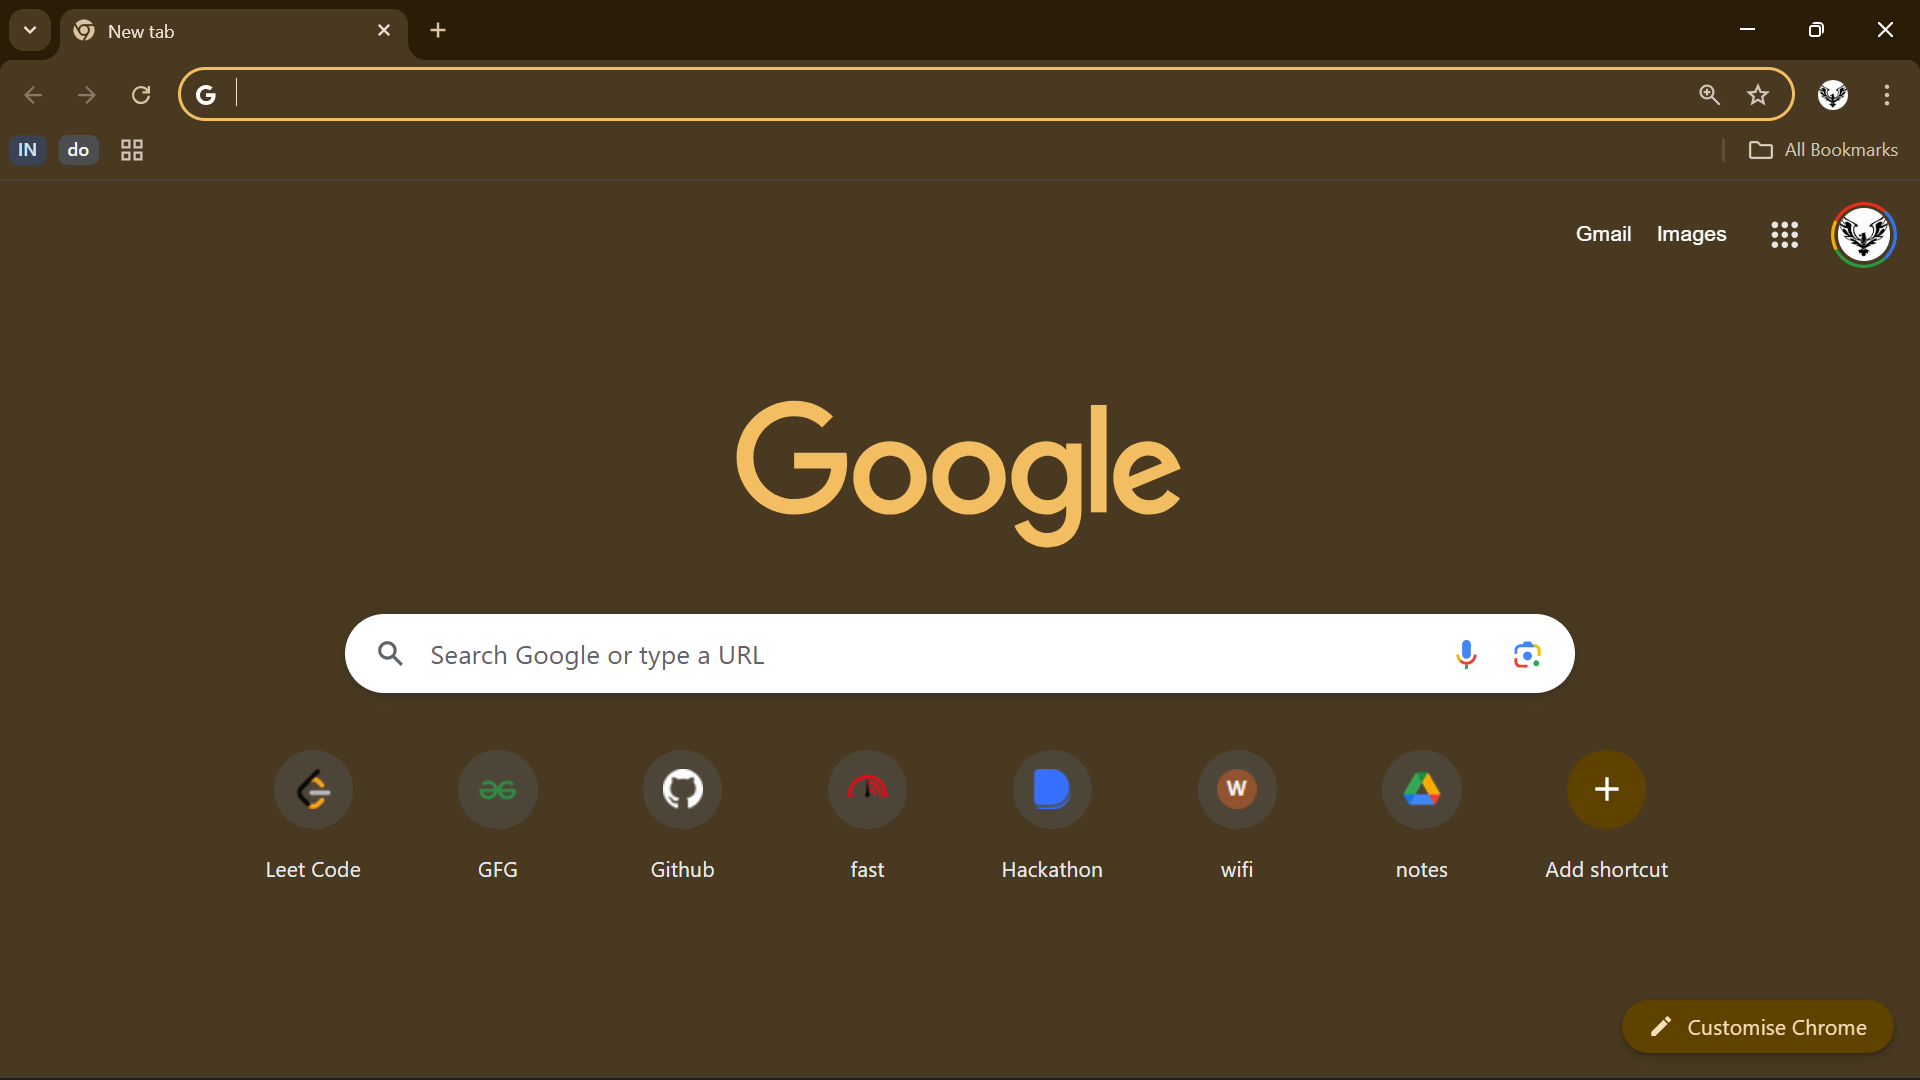 New tab
IN do
All Bookmarks
Gmail Images
Google
Search Google or type a URL
W
Leet Code GFG Github fast Hackathon wifi notes Add shortcut
Customise Chrome